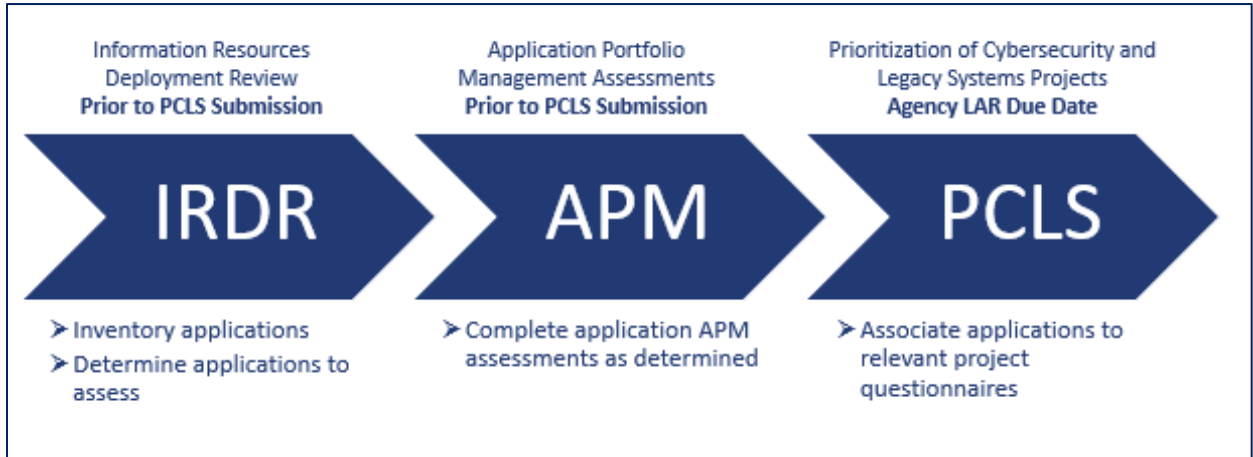 Information Resources
Deployment Review
Prior to PCLS Submission
IRDR
➤ Inventory applications
➤ Determine applications to
assess
Application Portfolio
Management Assessments
Prior to PCLS Submission
APM
➤ Complete application APM
assessments as determined
Prioritization of Cybersecurity and
Legacy Systems Projects
Agency LAR Due Date
PCLS
➤ Associate applications to
relevant project
questionnaires